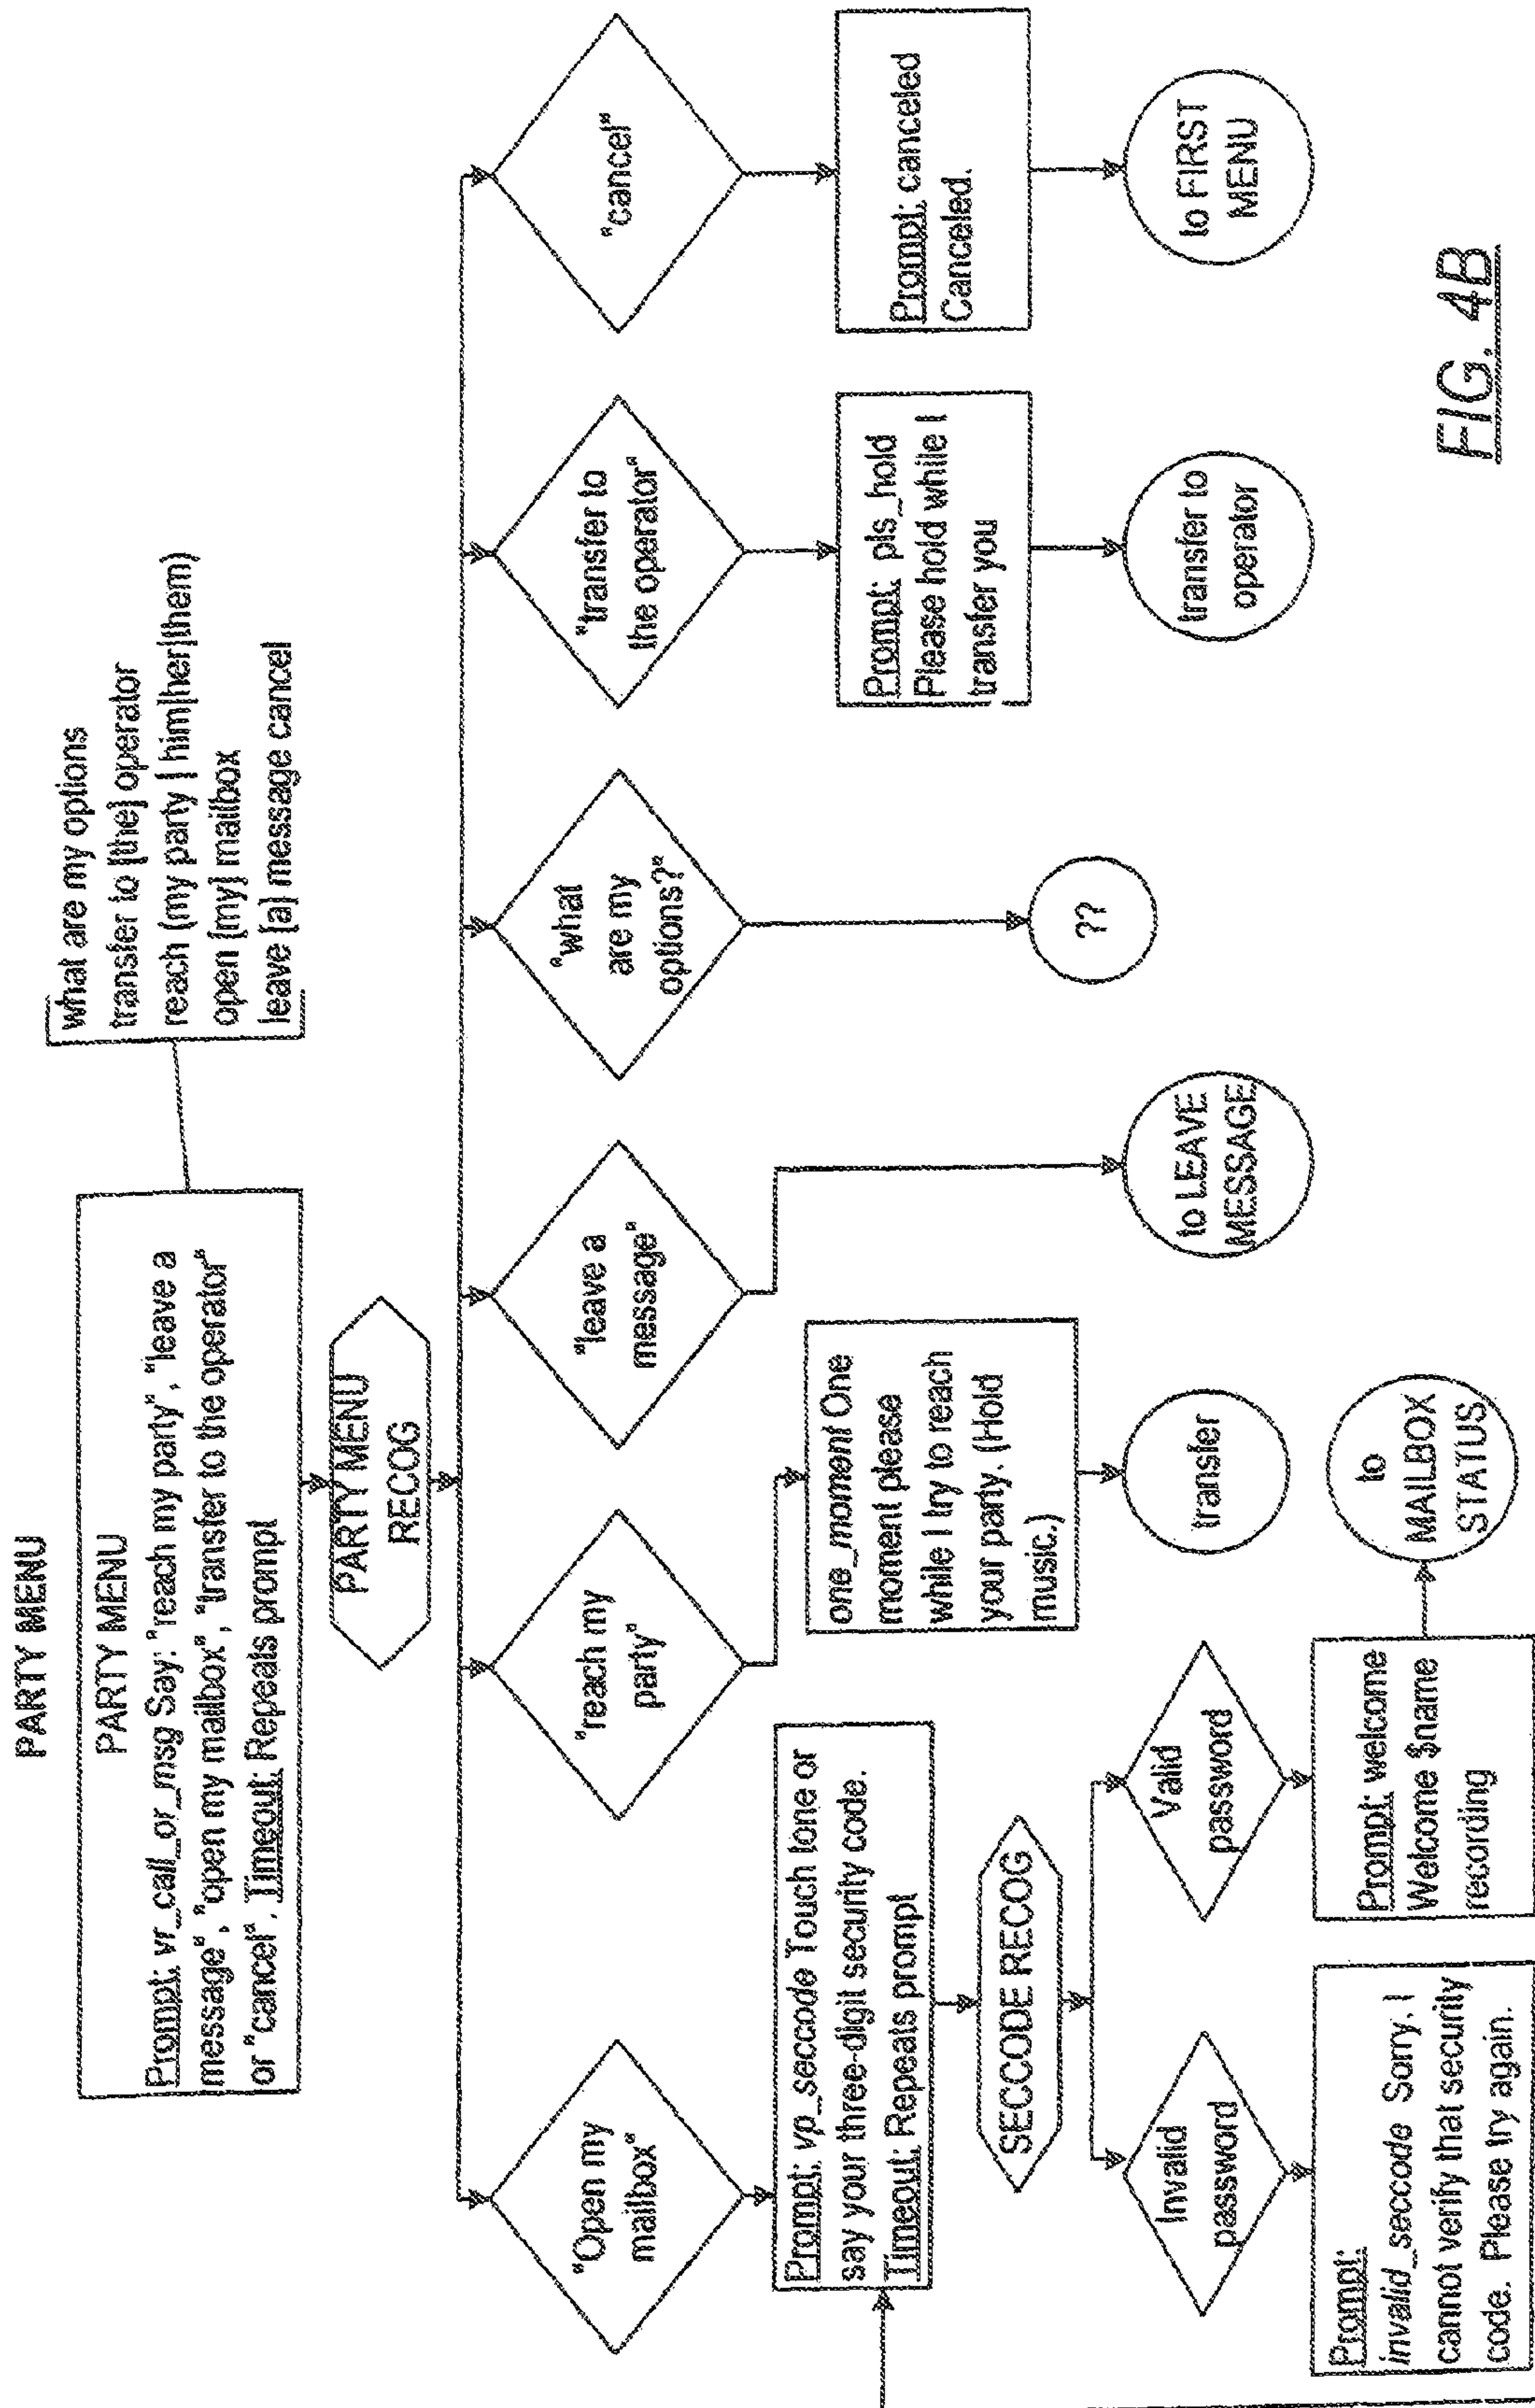 PARTY MENU
PARTY MENU
Prompt: vr_call_or_msg Say: "reach my party", "leave a
message", "open my mailbox", "transfer to the operator"
or "cancel". Timeout: Repeats prompt
what are my options
transfer to [the] operator
reach (my party | him|her|them)
open [my] mailbox
leave [a] message cancel
PARTY MENU
RECOG
"Open my
mailbox"
"reach my
party"
"leave a
message"
"what
are my
options?"
"transfer to
the operator"
"cancel"
Prompt: vp_seccode Touch tone or
say your three-digit security code.
Timeout: Repeats prompt
one_moment One
moment please
while I try to reach
your party. (Hold
music.)
Prompt: pls_hold
Please hold while I
transfer you
Prompt: canceled
Canceled.
SECCODE RECOG
transfer
to LEAVE
MESSAGE
??
transfer to
operator
to FIRST
MENU
Invalid
password
Valid
password
Prompt:
invalid_seccode Sorry, I
cannot verify that security
code. Please try again.
Prompt: welcome
Welcome $name
recording
to
MAILBOX
STATUS
FIG. 4B